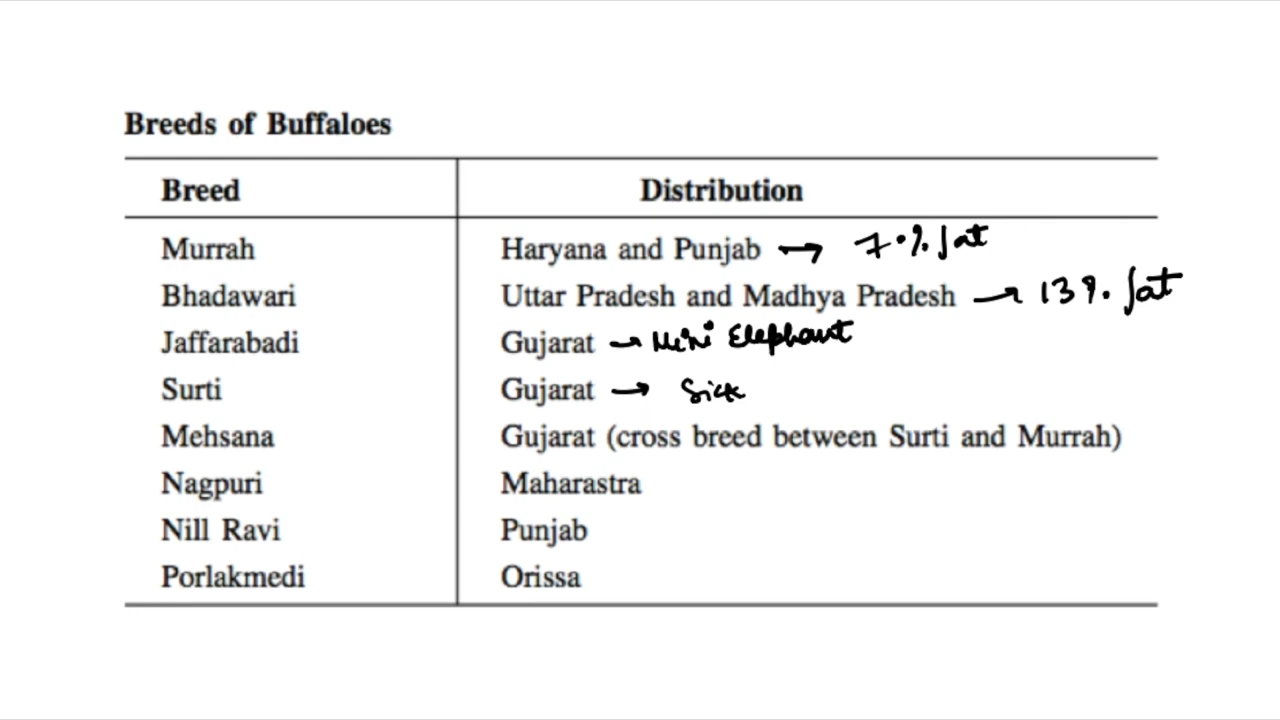 Breeds of Buffaloes
Breed Distribution
Murrah Haryana and Punjab → 7% fat
Bhadawari Uttar Pradesh and Madhya Pradesh → 13% fat
Jaffarabadi Gujarat → Mini Elephant
Surti Gujarat →
Mehsana Gujarat (cross breed between Surti and Murrah)
Nagpuri Maharastra
Nill Ravi Punjab
Porlakmedi Orissa